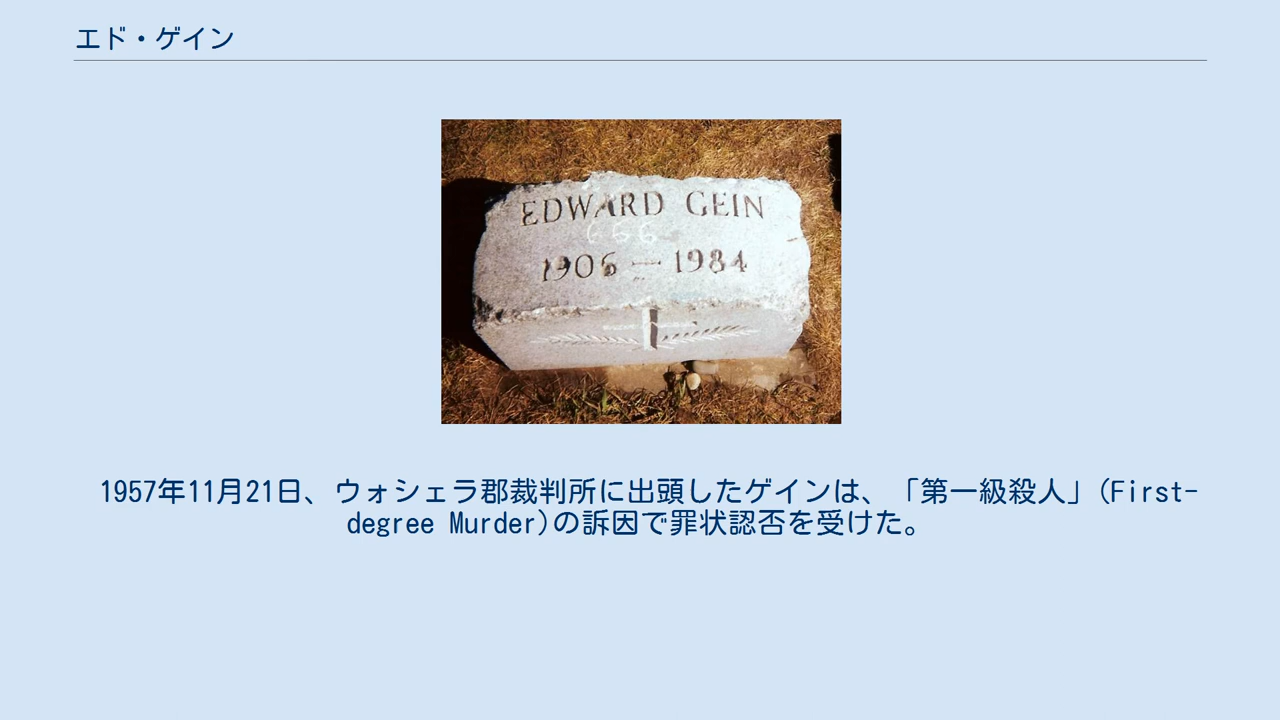 エド・ゲイン
EDWARD GEIN
666
1906 — 1984
1957年11月21日、ウォシェラ郡裁判所に出頭したゲインは、「第一級殺人」(First-
degree Murder)の訴因で罪状認否を受けた。